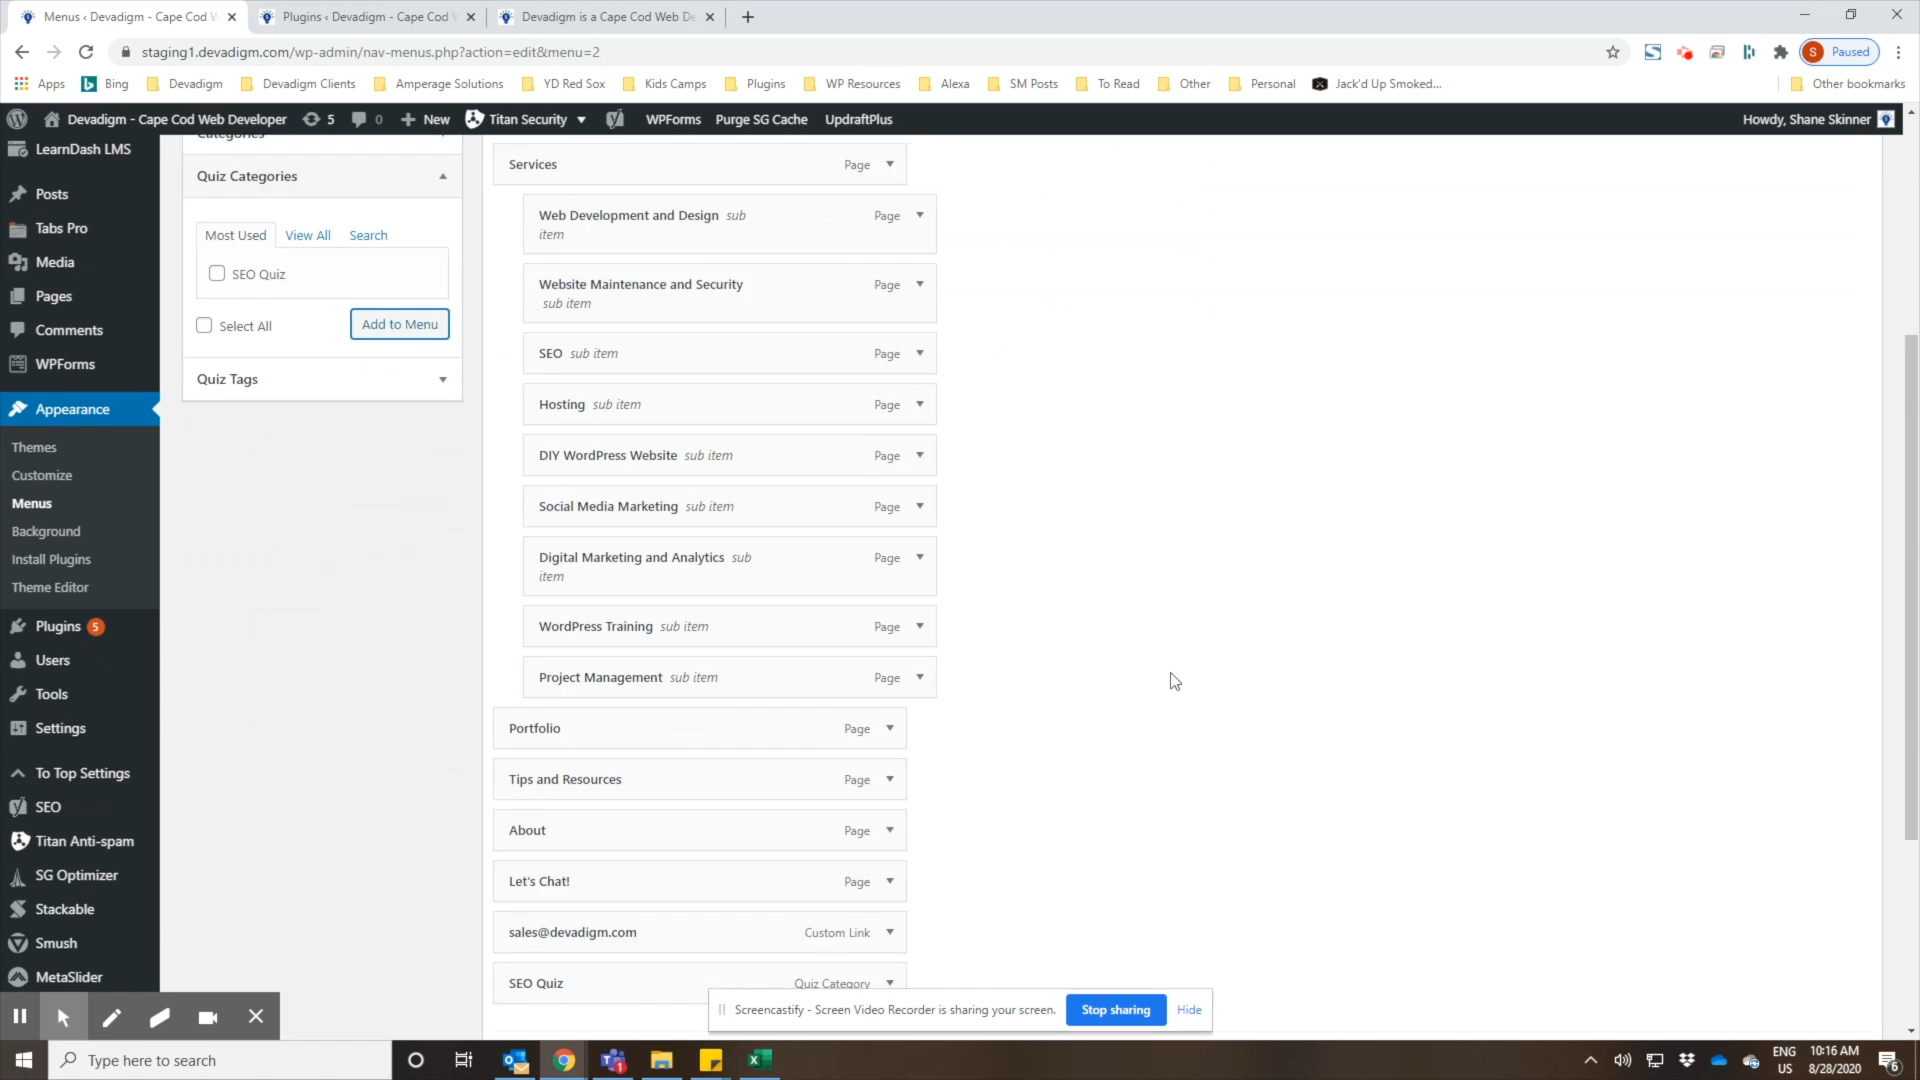 Menus ‹ Devadigm - Cape Cod W
Plugins ‹ Devadigm - Cape Cod W
Devadigm is a Cape Cod Web De
staging1.devadigm.com/wp-admin/nav-menus.php?action=edit&menu=2
S Paused
Apps
Bing
Devadigm
Devadigm Clients
Amperage Solutions
YD Red Sox
Kids Camps
Plugins
WP Resources
Alexa
SM Posts
To Read
Other
Personal
Jack'd Up Smoked...
Other bookmarks
Devadigm - Cape Cod Web Developer
5
0
New
Titan Security
WPForms
Purge SG Cache
UpdraftPlus
Howdy, Shane Skinner
LearnDash LMS
Posts
Tabs Pro
Media
Pages
Comments
WPForms
Appearance
Themes
Customize
Menus
Background
Install Plugins
Theme Editor
Plugins 5
Users
Tools
Settings
To Top Settings
SEO
Titan Anti-spam
SG Optimizer
Stackable
Smush
MetaSlider
Categories
Quiz Categories
Most Used
View All
Search
SEO Quiz
Select All
Add to Menu
Quiz Tags
Services Page
Web Development and Design sub Page
item
Website Maintenance and Security Page
sub item
SEO sub item Page
Hosting sub item Page
DIY WordPress Website sub item Page
Social Media Marketing sub item Page
Digital Marketing and Analytics sub Page
item
WordPress Training sub item Page
Project Management sub item Page
Portfolio Page
Tips and Resources Page
About Page
Let's Chat! Page
sales@devadigm.com Custom Link
SEO Quiz Quiz Category
Screencastify - Screen Video Recorder is sharing your screen.
Stop sharing
Hide
Type here to search
1
ENG
US
10:16 AM
8/28/2020
6